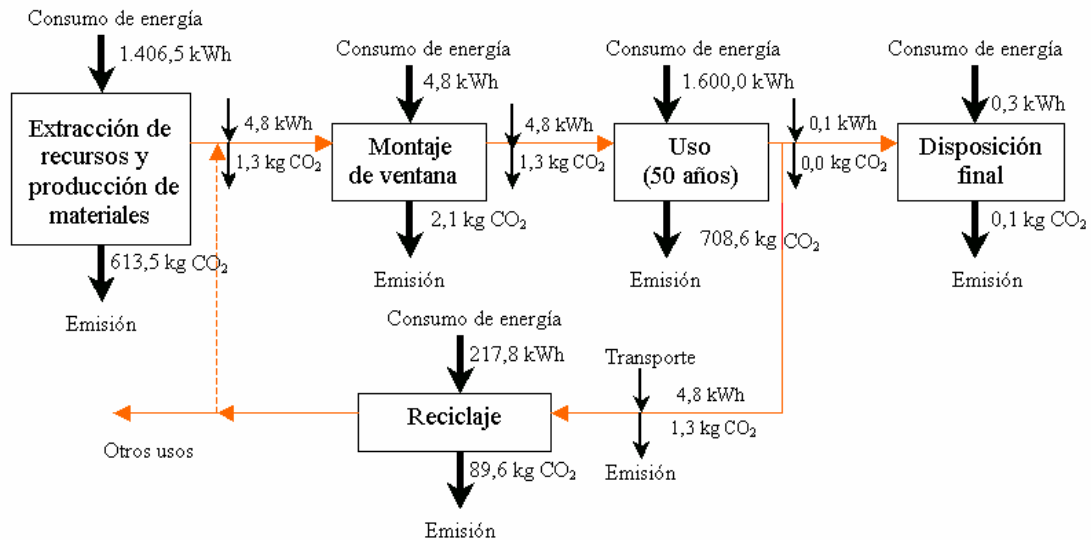 Consumo de energía
1.406,5 kWh
Extracción de
recursos y
producción de
materiales
613,5 kg CO₂
Emisión
4,8 kWh
1,3 kg CO₂
Consumo de energía
4,8 kWh
Montaje
de ventana
2,1 kg CO₂
Emisión
4,8 kWh
1,3 kg CO₂
Consumo de energía
1.600,0 kWh
Uso
(50 años)
708,6 kg CO₂
Emisión
0,1 kWh
0,0 kg CO₂
Consumo de energía
0,3 kWh
Disposición
final
0,1 kg CO₂
Emisión
Consumo de energía
217,8 kWh
Reciclaje
89,6 kg CO₂
Emisión
Transporte
4,8 kWh
1,3 kg CO₂
Emisión
Otros usos